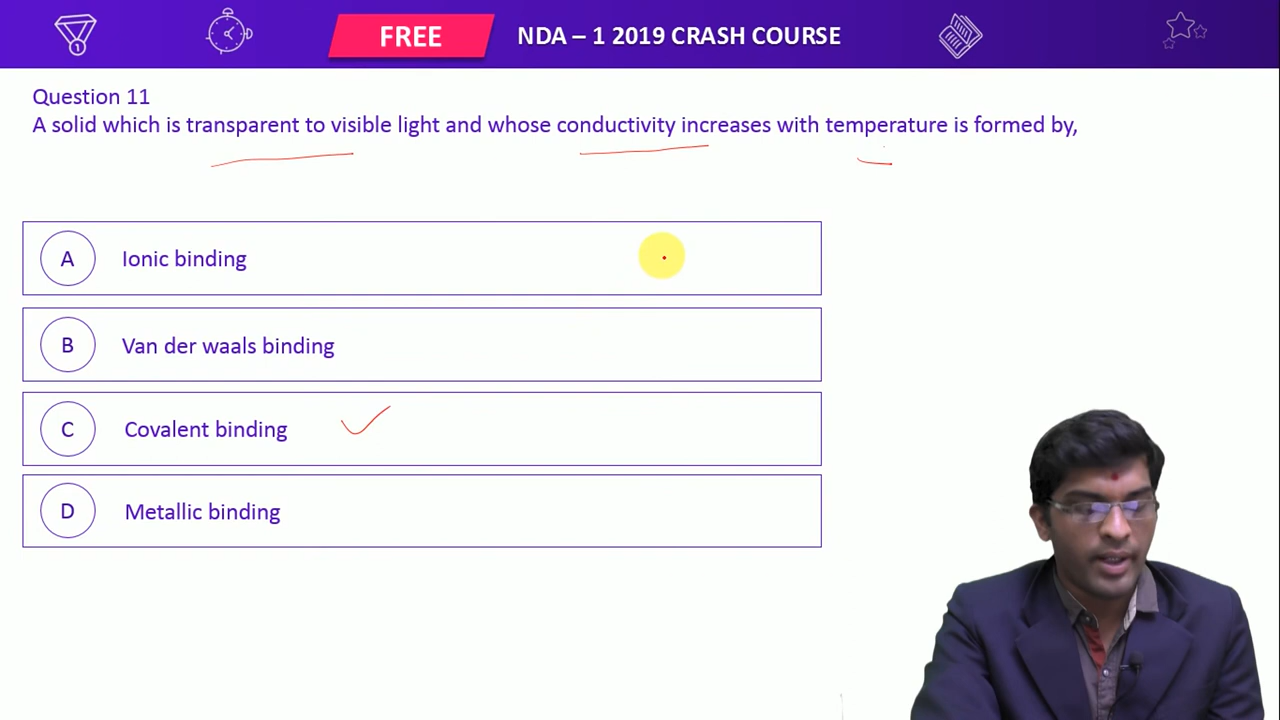 FREE
NDA – 1 2019 CRASH COURSE
Question 11
A solid which is transparent to visible light and whose conductivity increases with temperature is formed by,
A Ionic binding
B Van der waals binding
C Covalent binding
D Metallic binding